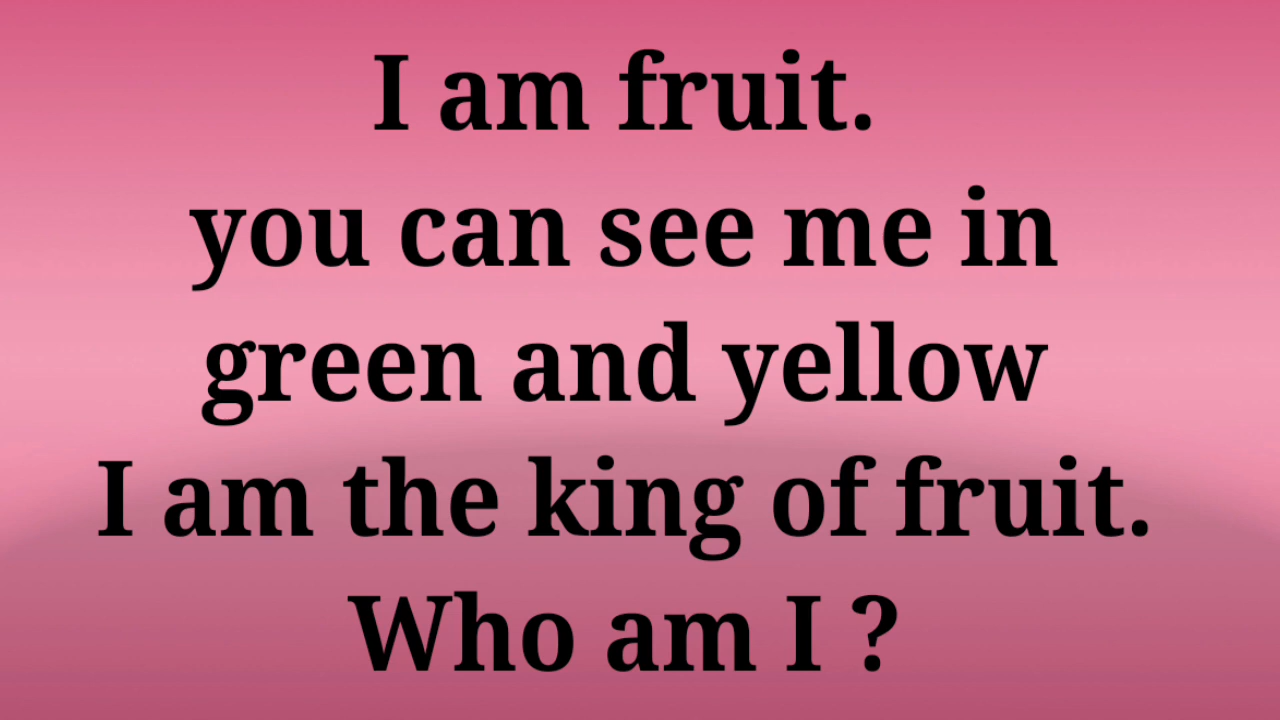 I am fruit.
you can see me in
green and yellow
I am the king of fruit.
Who am I ?